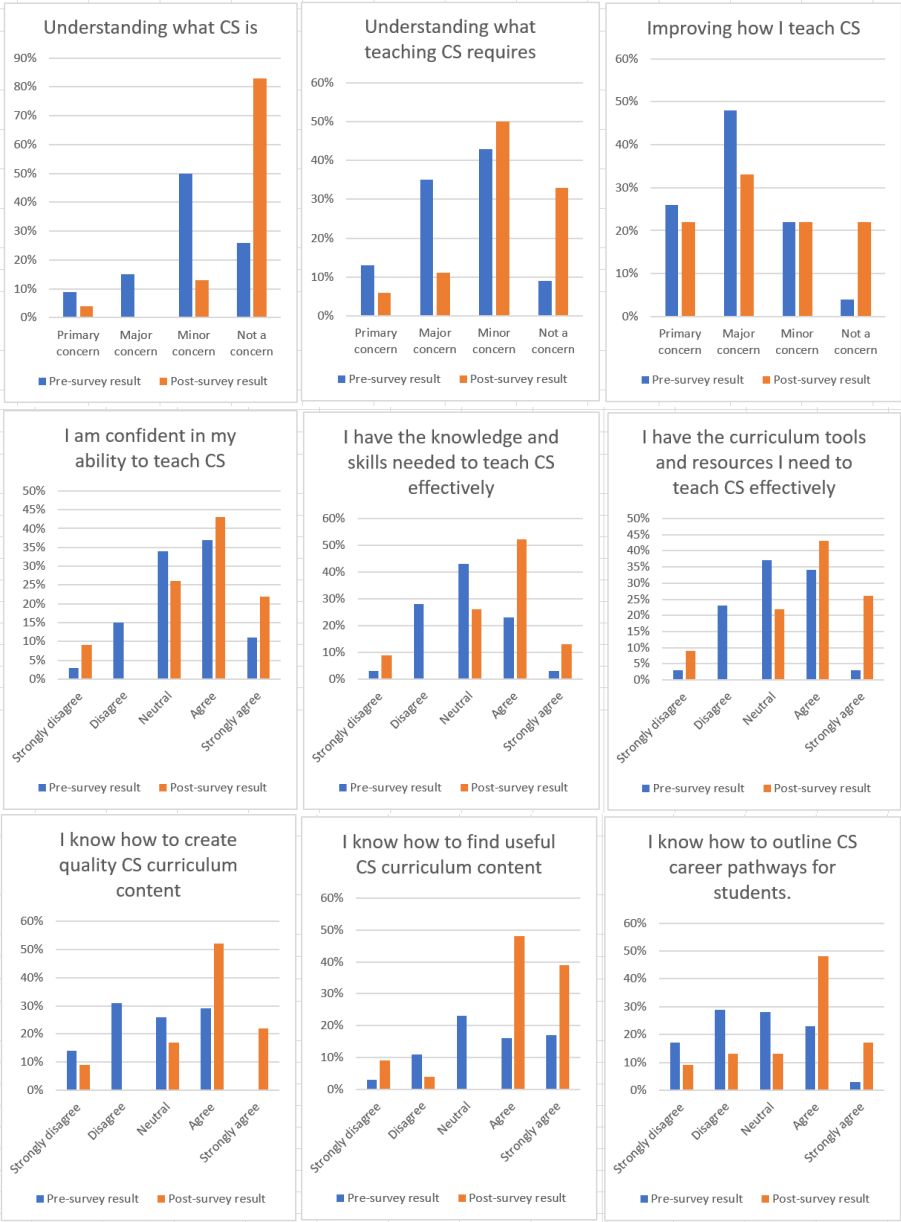 Understanding what CS is
90%
80%
70%
60%
50%
40%
30%
20%
10%
0%
Primary concern
Major concern
Minor concern
Not a concern
Pre-survey result
Post-survey result
Understanding what
teaching CS requires
60%
50%
40%
30%
20%
10%
0%
Primary concern
Major concern
Minor concern
Not a concern
Pre-survey result
Post-survey result
Improving how I teach CS
60%
50%
40%
30%
20%
10%
0%
Primary concern
Major concern
Minor concern
Not a concern
Pre-survey result
Post-survey result
I am confident in my
ability to teach CS
50%
45%
40%
35%
30%
25%
20%
15%
10%
5%
0%
Strongly disagree
Disagree
Neutral
Agree
Strongly agree
Pre-survey result
Post-survey result
I have the knowledge and
skills needed to teach CS
effectively
60%
50%
40%
30%
20%
10%
0%
Strongly disagree
Disagree
Neutral
Agree
Strongly agree
Pre-survey result
Post-survey result
I have the curriculum tools
and resources I need to
teach CS effectively
50%
45%
40%
35%
30%
25%
20%
15%
10%
5%
0%
Strongly disagree
Disagree
Neutral
Agree
Strongly agree
Pre-survey result
Post-survey result
I know how to create
quality CS curriculum
content
60%
50%
40%
30%
20%
10%
0%
Strongly disagree
Disagree
Neutral
Agree
Strongly agree
Pre-survey result
Post-survey result
I know how to find useful
CS curriculum content
60%
50%
40%
30%
20%
10%
0%
Strongly disagree
Disagree
Neutral
Agree
Strongly agree
Pre-survey result
Post-survey result
I know how to outline CS
career pathways for
students.
60%
50%
40%
30%
20%
10%
0%
Strongly disagree
Disagree
Neutral
Agree
Strongly agree
Pre-survey result
Post-survey result